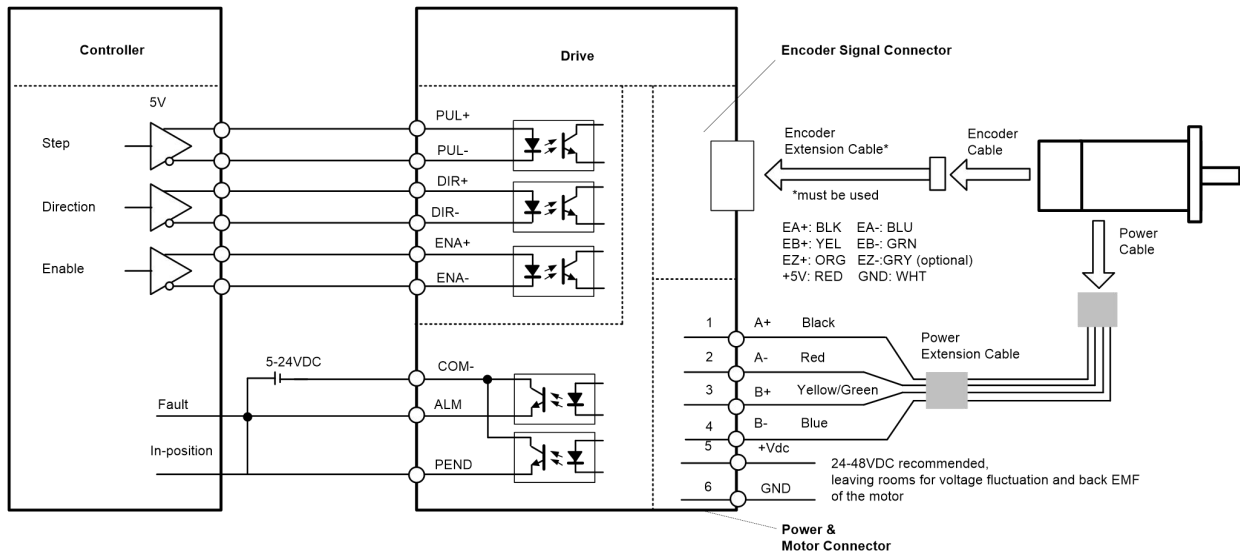 Controller
Drive
Encoder Signal Connector
5V
Step
Direction
Enable
PUL+
PUL-
DIR+
DIR-
ENA+
ENA-
Encoder
Extension Cable*
*must be used
Encoder
Cable
EA+: BLK EA-: BLU
EB+: YEL EB-: GRN
EZ+: ORG EZ-:GRY (optional)
+5V: RED GND: WHT
Power
Cable
5-24VDC
Fault
In-position
COM-
ALM
PEND
1 A+ Black
2 A- Red
3 B+ Yellow/Green
4 B- Blue
5 +Vdc
6 GND
Power
Extension Cable
24-48VDC recommended,
leaving rooms for voltage fluctuation and back EMF
of the motor
Power &
Motor Connector